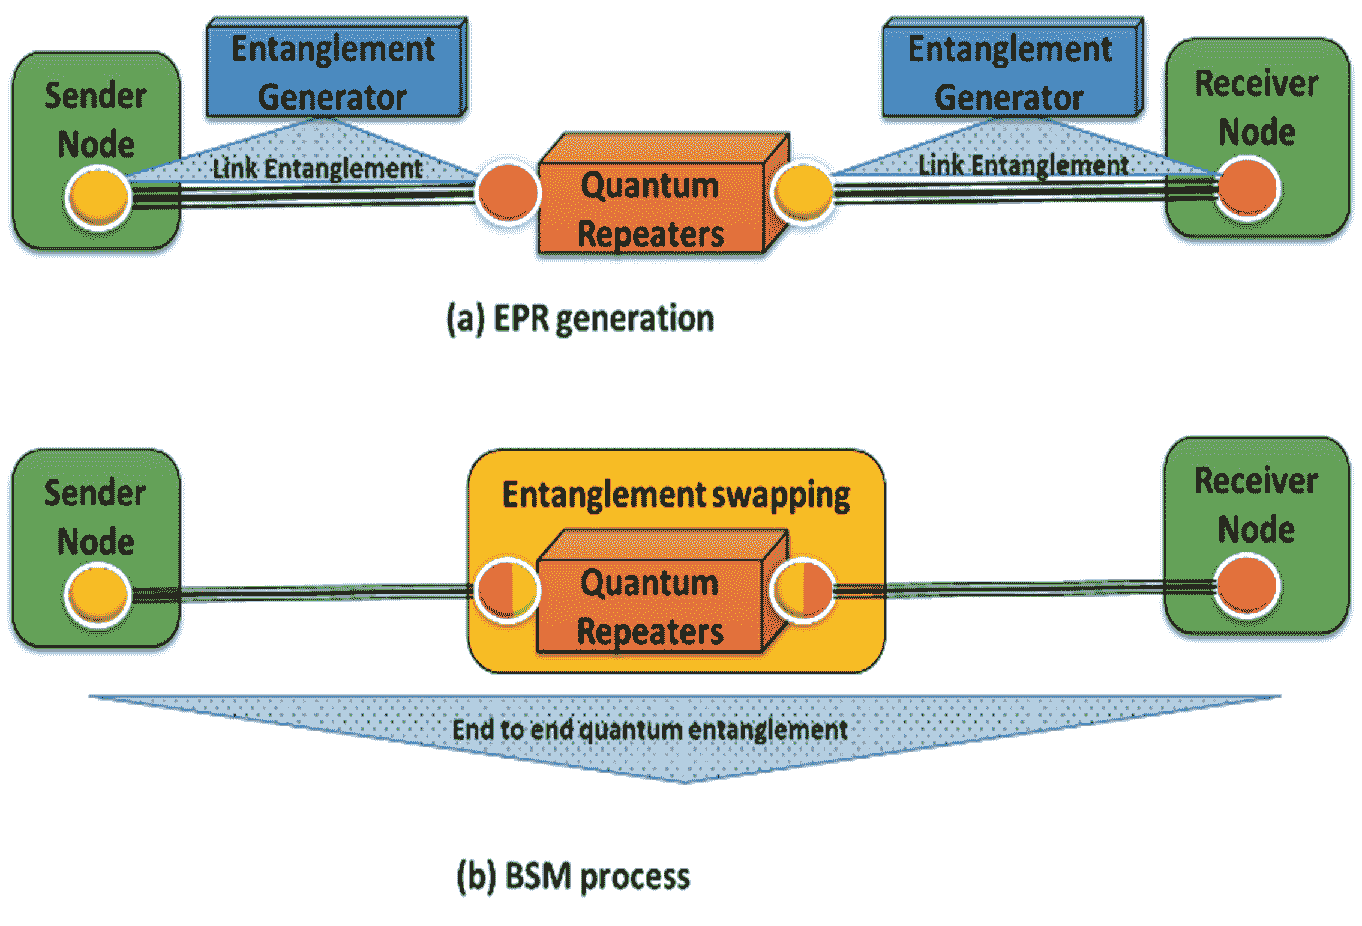 Sender
Node
Entanglement
Generator
Link Entanglement
Quantum
Repeaters
Entanglement
Generator
Link Entanglement
Receiver
Node
(a) EPR generation
Sender
Node
Entanglement swapping
Quantum
Repeaters
Receiver
Node
End to end quantum entanglement
(b) BSM process